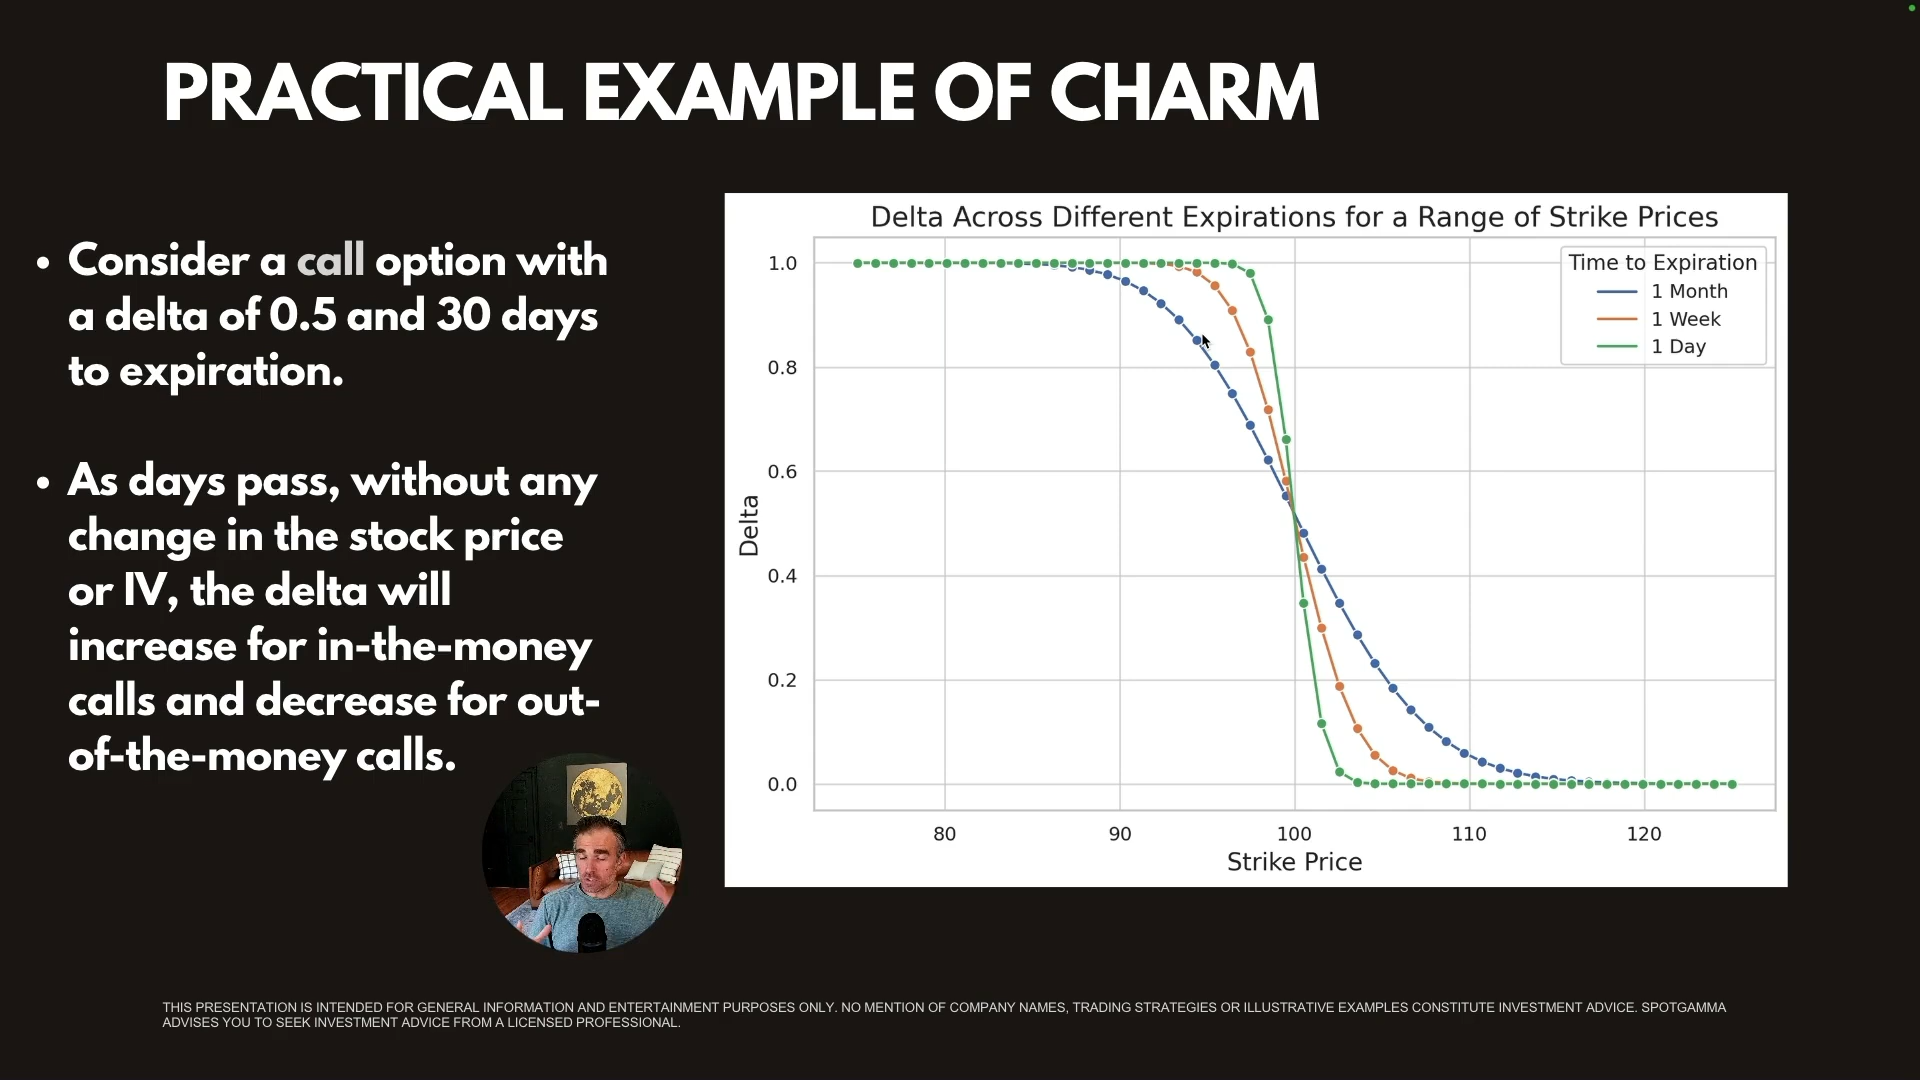 PRACTICAL EXAMPLE OF CHARM
• Consider a call option with
a delta of 0.5 and 30 days
to expiration.
• As days pass, without any
change in the stock price
or IV, the delta will
increase for in-the-money
calls and decrease for out-
of-the-money calls.
Delta Across Different Expirations for a Range of Strike Prices
Time to Expiration
1 Month
1 Week
1 Day
1.0
0.8
0.6
0.4
0.2
0.0
Delta
80 90 100 110 120
Strike Price
THIS PRESENTATION IS INTENDED FOR GENERAL INFORMATION AND ENTERTAINMENT PURPOSES ONLY. NO MENTION OF COMPANY NAMES, TRADING STRATEGIES OR ILLUSTRATIVE EXAMPLES CONSTITUTE INVESTMENT ADVICE. SPOTGAMMA
ADVISES YOU TO SEEK INVESTMENT ADVICE FROM A LICENSED PROFESSIONAL.